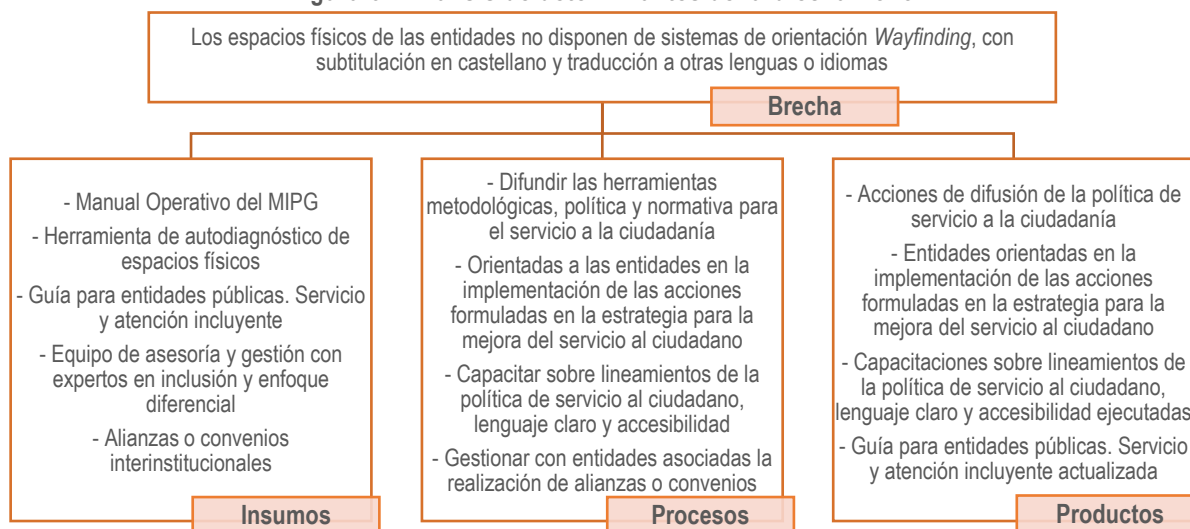 Los espacios físicos de las entidades no disponen de sistemas de orientación Wayfinding, con
subtitulación en castellano y traducción a otras lenguas o idiomas
Brecha
- Manual Operativo del MIPG
- Herramienta de autodiagnóstico de
espacios físicos
- Guía para entidades públicas. Servicio
y atención incluyente
- Equipo de asesoría y gestión con
expertos en inclusión y enfoque
diferencial
- Alianzas o convenios
interinstitucionales
Insumos
- Difundir las herramientas
metodológicas, política y normativa para
el servicio a la ciudadanía
- Orientadas a las entidades en la
implementación de las acciones
formuladas en la estrategia para la
mejora del servicio al ciudadano
- Capacitar sobre lineamientos de la
política de servicio al ciudadano,
lenguaje claro y accesibilidad
- Gestionar con entidades asociadas la
realización de alianzas o convenios
Procesos
- Acciones de difusión de la política de
servicio a la ciudadanía
- Entidades orientadas en la
implementación de las acciones
formuladas en la estrategia para la
mejora del servicio al ciudadano
- Capacitaciones sobre lineamientos de
la política de servicio al ciudadano,
lenguaje claro y accesibilidad ejecutadas
- Guía para entidades públicas. Servicio
y atención incluyente actualizada
Productos